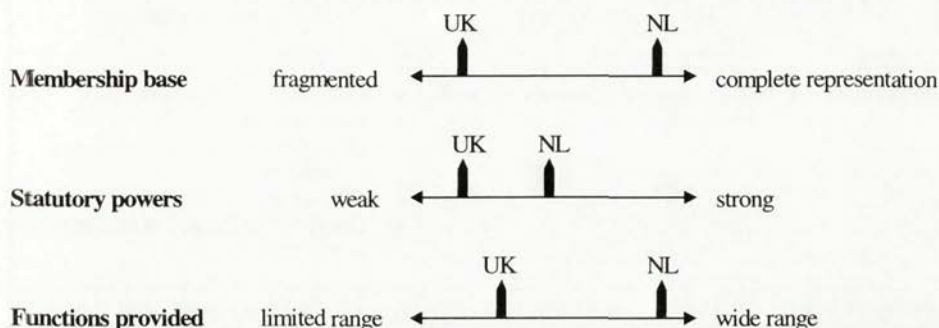 UK NL
Membership base fragmented complete representation
UK NL
Statutory powers weak strong
UK NL
Functions provided limited range wide range